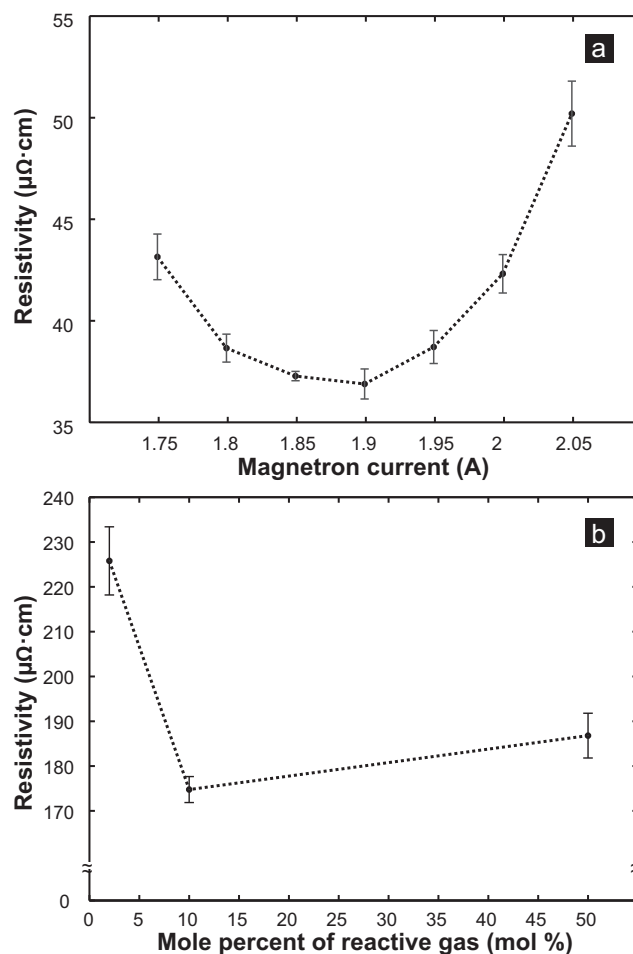 55
a
50
45
40
35
Resistivity (μΩ·cm)
1.75 1.8 1.85 1.9 1.95 2 2.05
Magnetron current (A)
240
b
230
220
210
200
190
180
170
≈ ≈
0
Resistivity (μΩ·cm)
0 5 10 15 20 25 30 35 40 45 50
Mole percent of reactive gas (mol %)